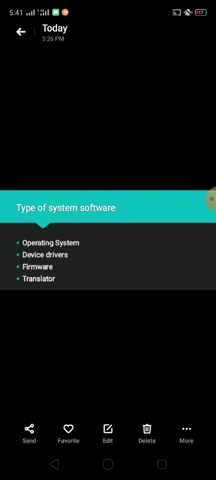 5:41
Today
5:26 PM
Type of system software
• Operating System
• Device drivers
• Firmware
• Translator
Send
Favorite
Edit
Delete
More